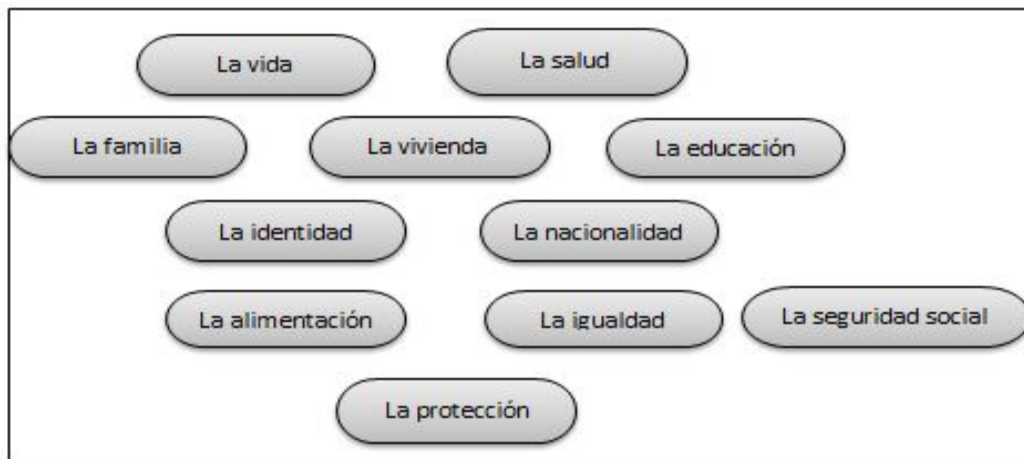 La vida
La salud
La familia
La vivienda
La educación
La identidad
La nacionalidad
La alimentación
La igualdad
La seguridad social
La protección